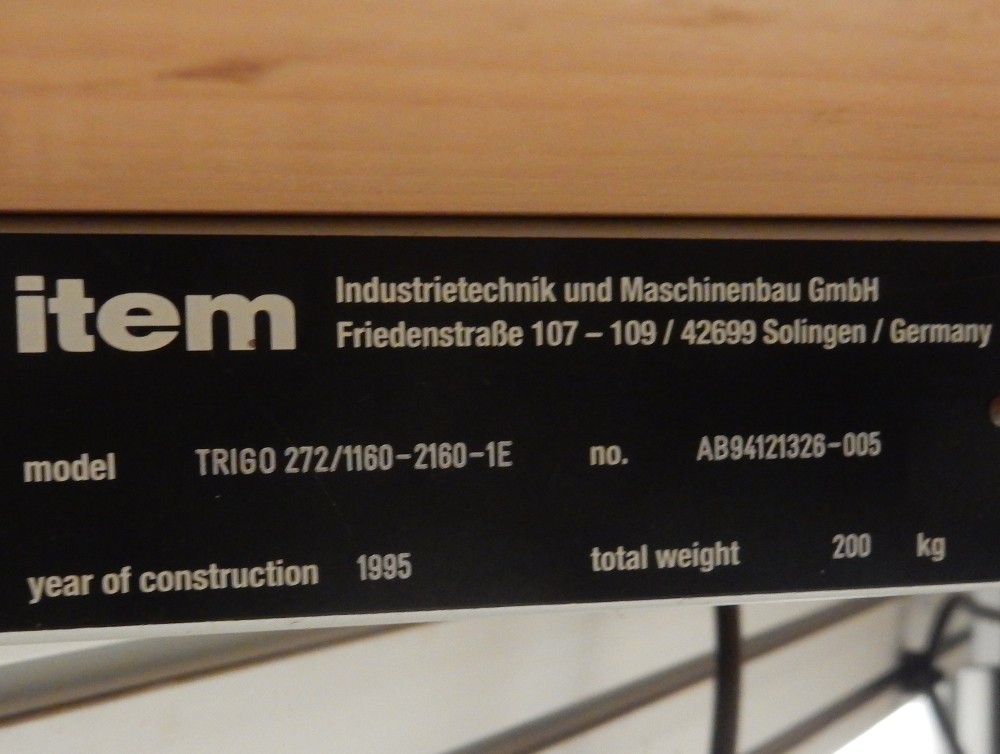 item
Industrietechnik und Maschinenbau GmbH
Friedenstraße 107 – 109 / 42699 Solingen / Germany
model TRIGO 272/1160-2160-1E no. AB94121326-005
year of construction 1995 total weight 200 kg